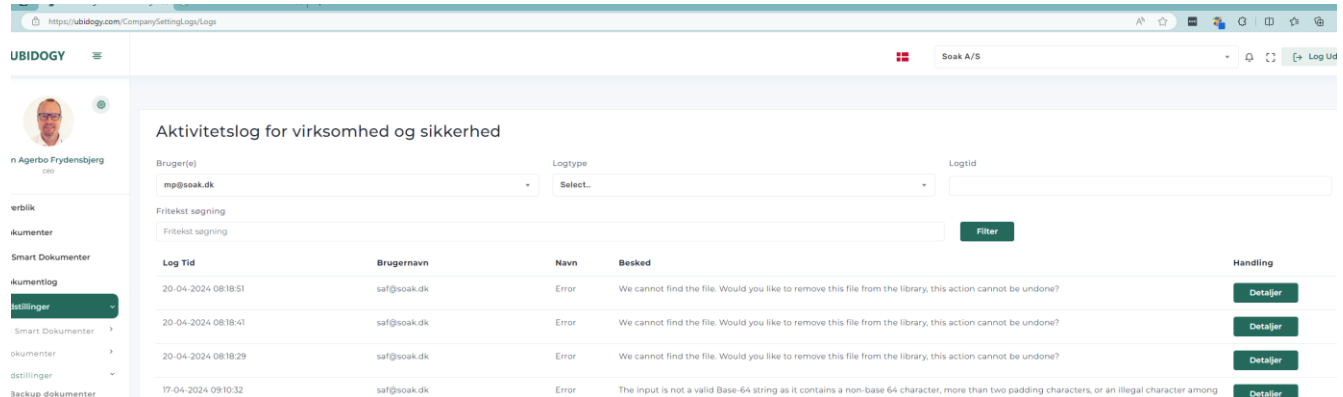 https://ubidogy.com/CompanySettingLogs/Logs
UBIDOGY
Soak A/S
Log Ud
n Agerbo Frydensbjerg
CEO
erblik
kumenter
Smart Dokumenter
kumentlog
dstillinger
Smart Dokumenter
okumenter
dstillinger
Backup dokumenter
Aktivitetslog for virksomhed og sikkerhed
Bruger(e) Logtype Logtid
mp@soak.dk Select..
Fritekst søgning
Fritekst søgning Filter
Log Tid Brugernavn Navn Besked Handling
20-04-2024 08:18:51 saf@soak.dk Error We cannot find the file. Would you like to remove this file from the library, this action cannot be undone? Detaljer
20-04-2024 08:18:41 saf@soak.dk Error We cannot find the file. Would you like to remove this file from the library, this action cannot be undone? Detaljer
20-04-2024 08:18:29 saf@soak.dk Error We cannot find the file. Would you like to remove this file from the library, this action cannot be undone? Detaljer
17-04-2024 09:10:32 saf@soak.dk Error The input is not a valid Base-64 string as it contains a non-base 64 character, more than two padding characters, or an illegal character among Detaljer